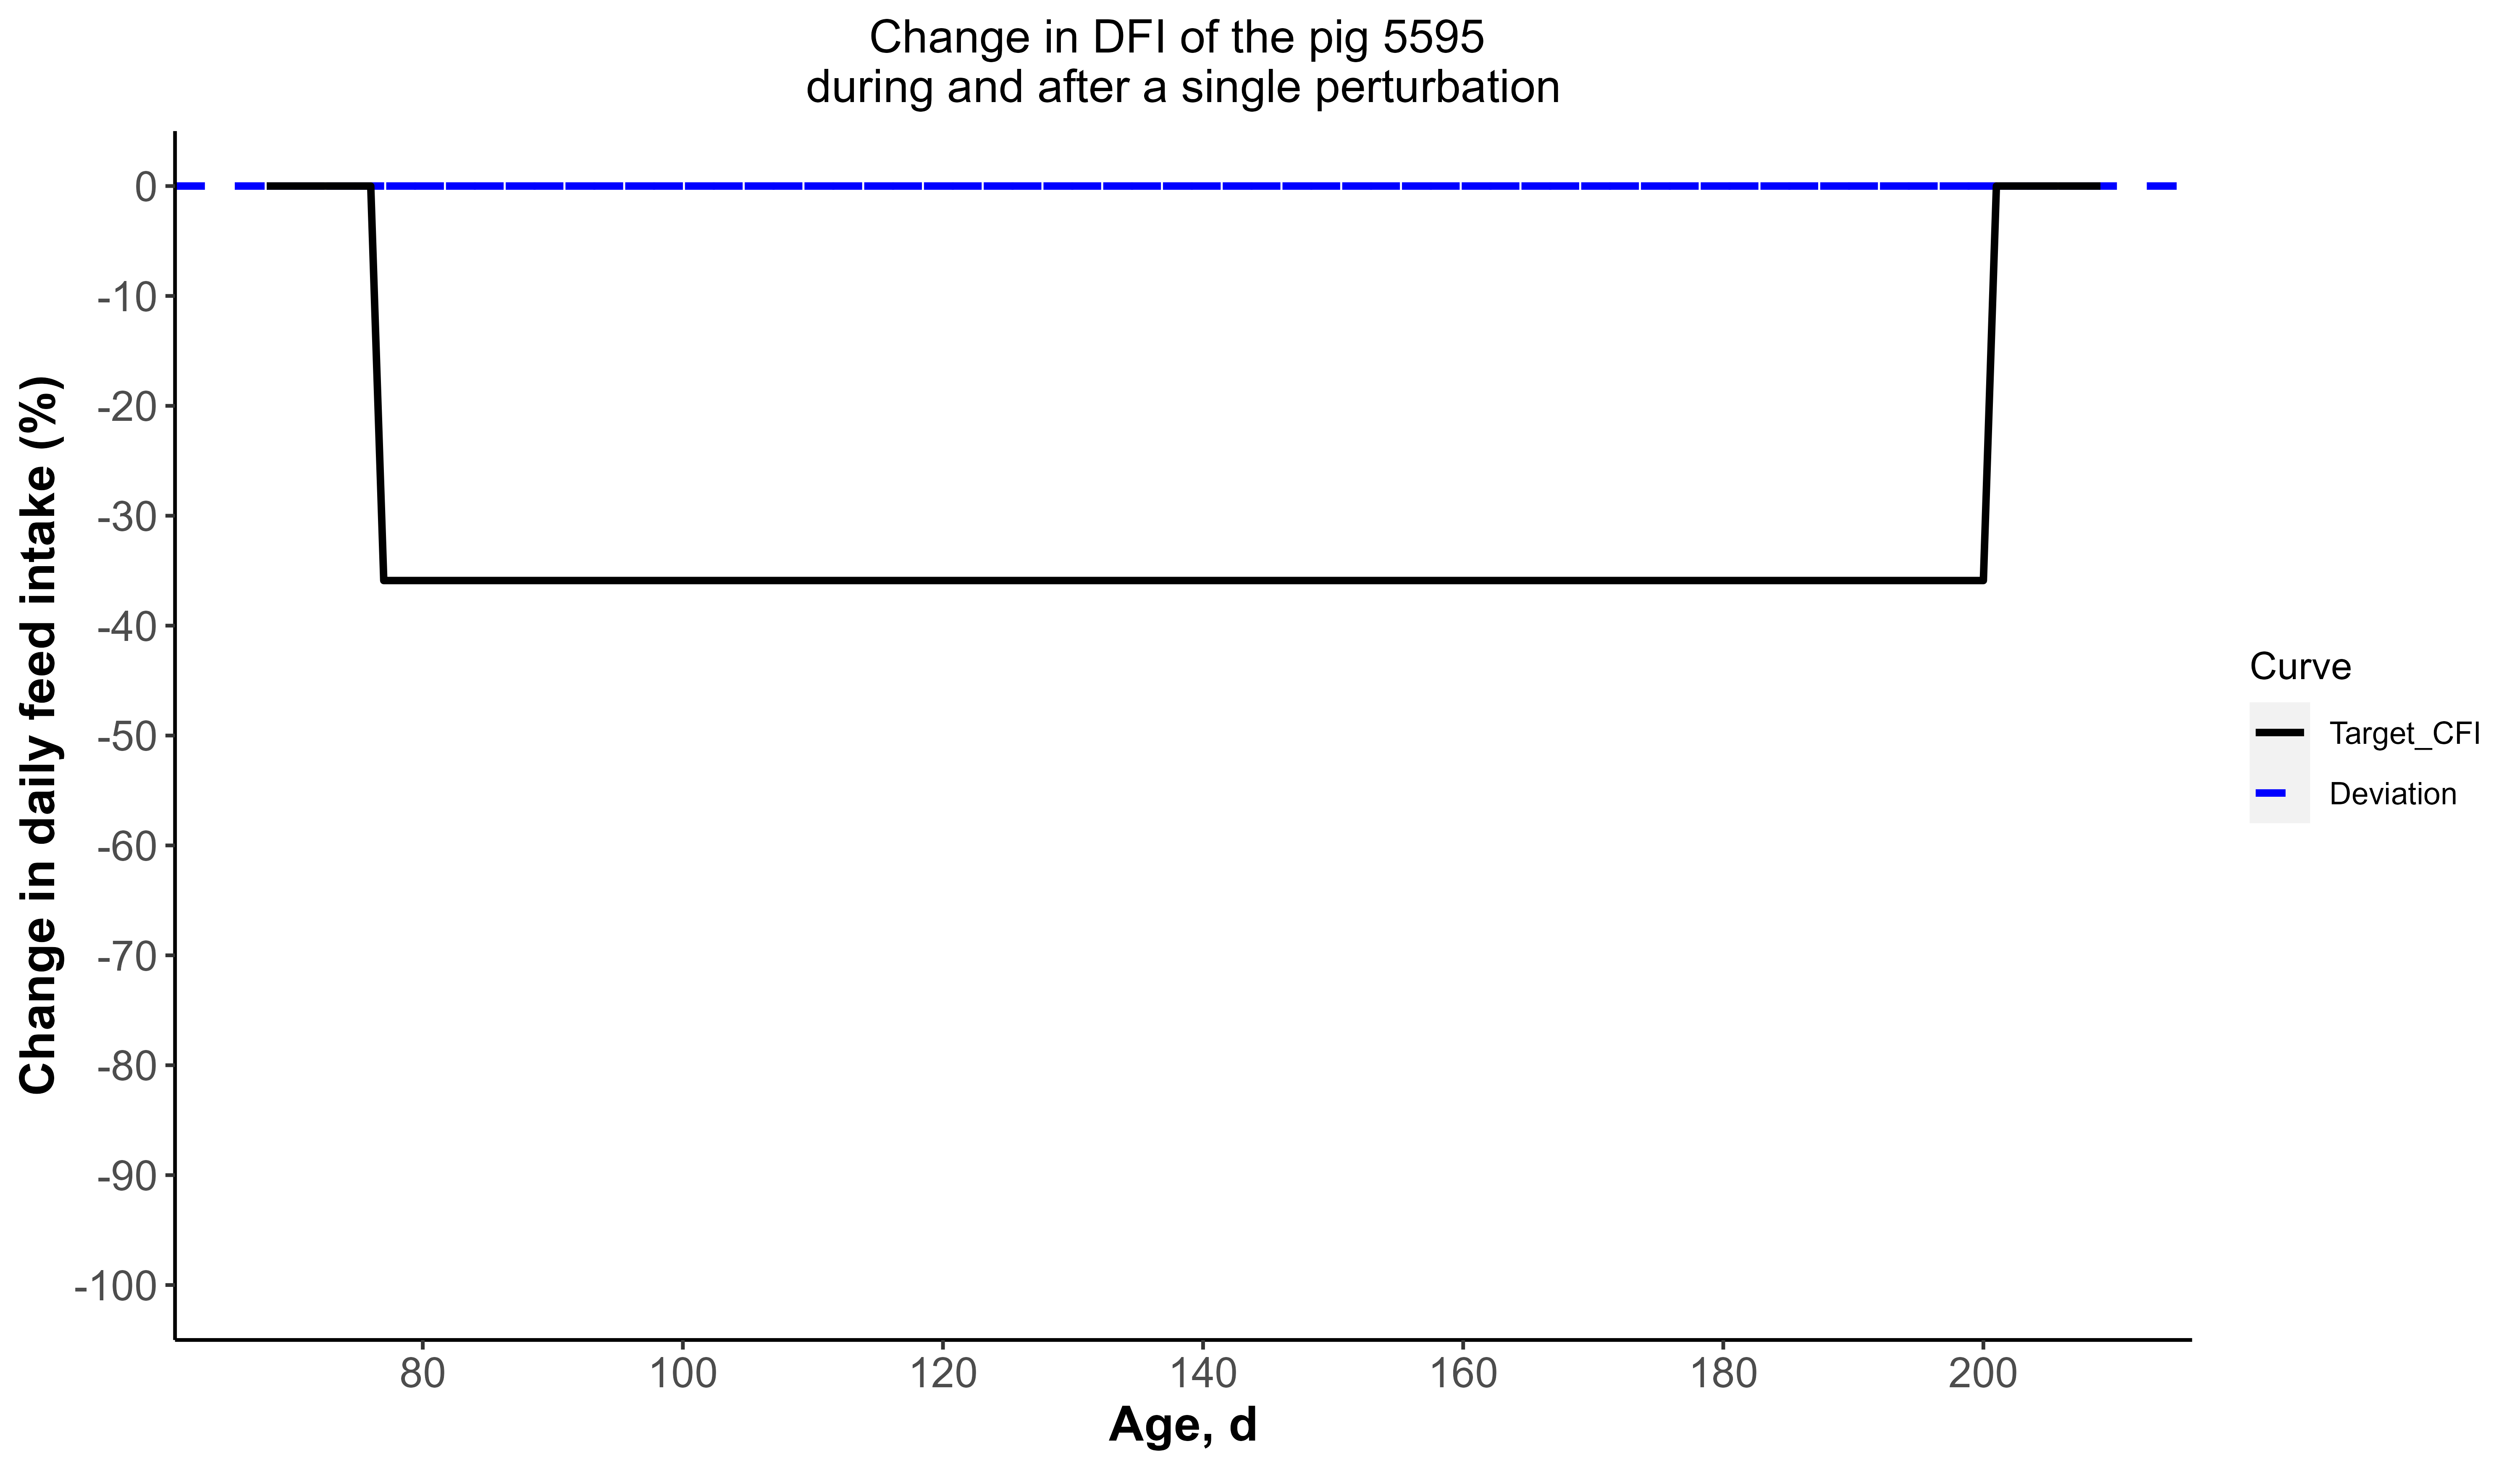 Change in DFI of the pig 5595
during and after a single perturbation
Change in daily feed intake (%)
0
-10
-20
-30
-40
-50
-60
-70
-80
-90
-100
80 100 120 140 160 180 200
Age, d
Curve
Target_CFI
Deviation